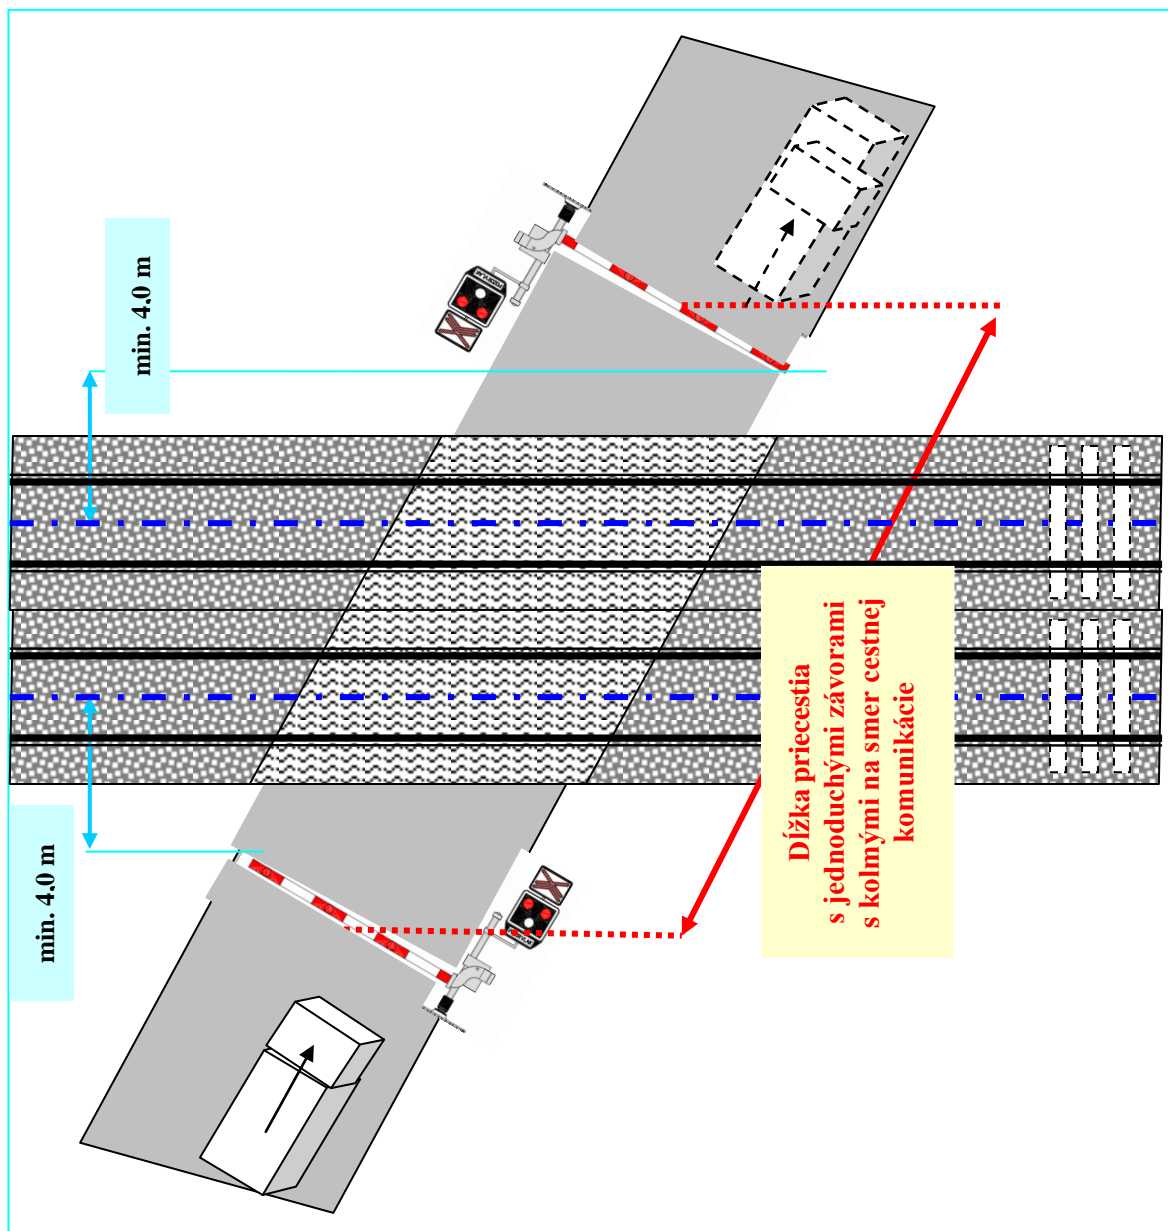 min. 4.0 m
min. 4.0 m
Dĺžka priecestia
s jednoduchými závorami
s kolmými na smer cestnej
komunikácie